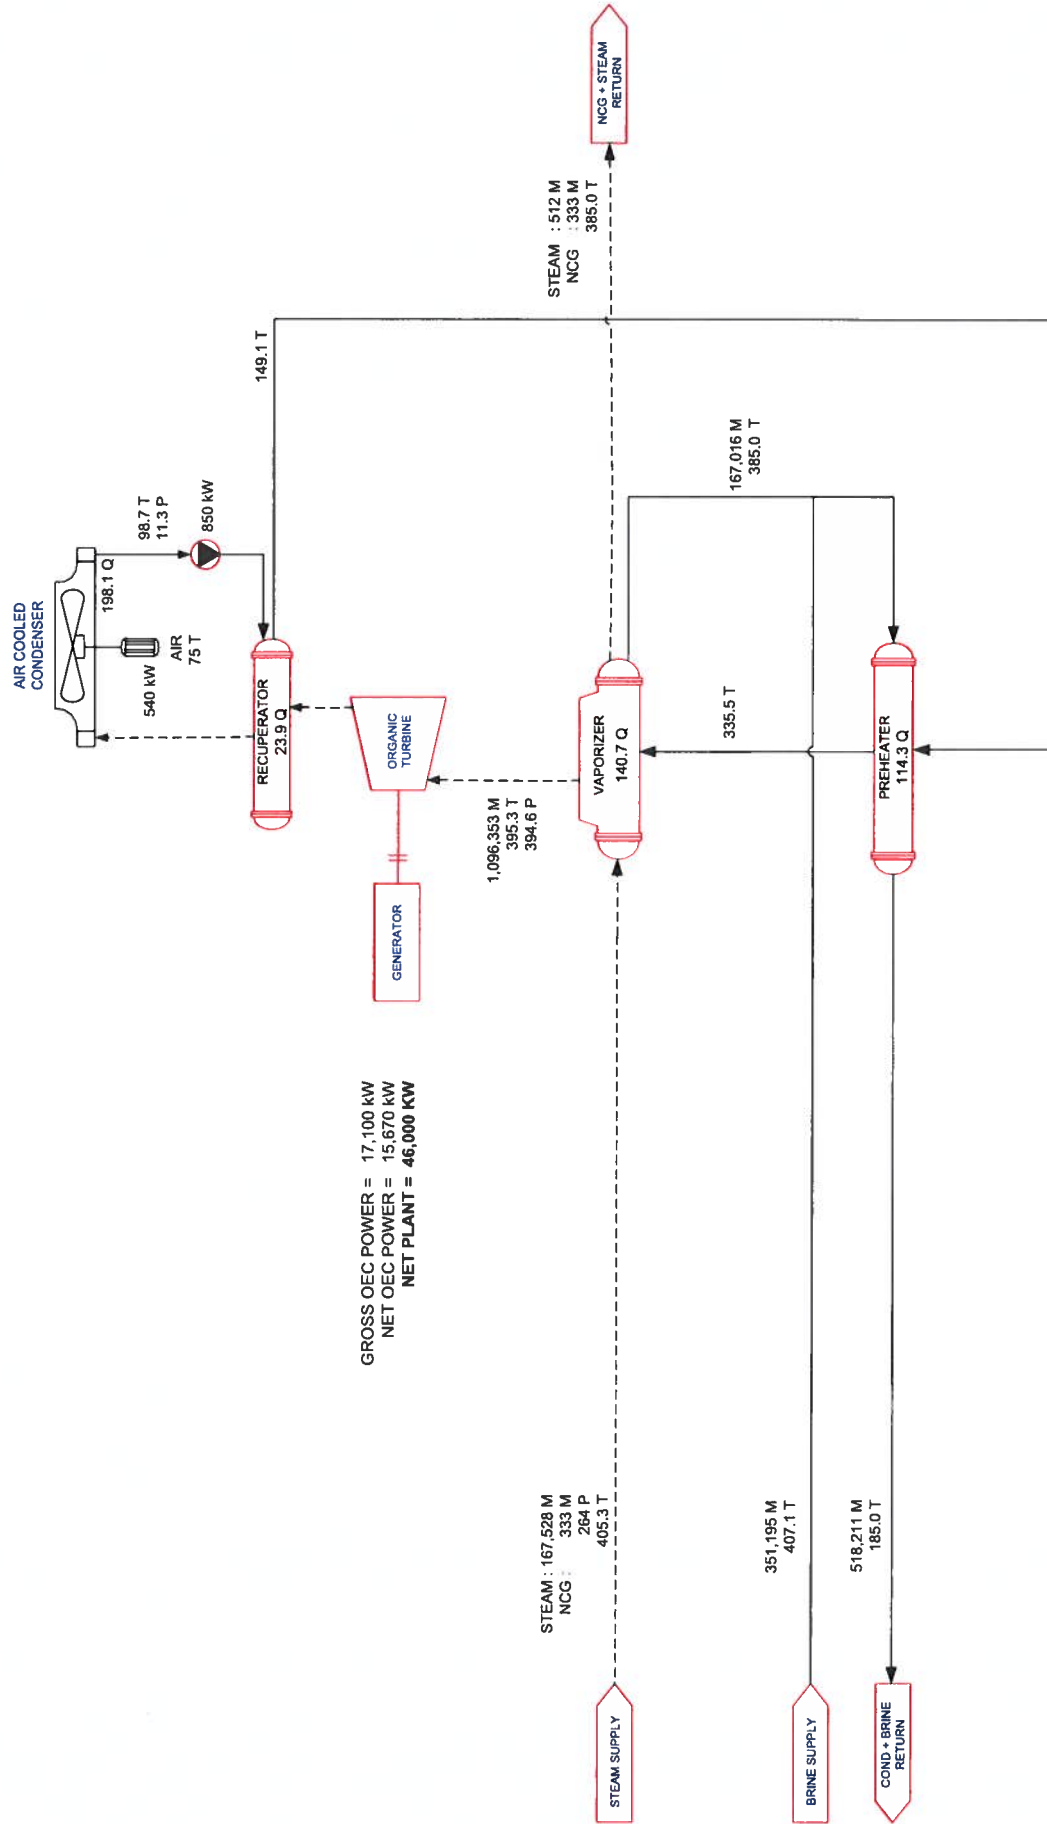 AIR COOLED
CONDENSER
540 kW
AIR
75 T
198.1 Q
98.7 T
11.3 P
850 kW
RECUPERATOR
23.9 Q
149.1 T
ORGANIC
TURBINE
GENERATOR
GROSS OEC POWER = 17,100 kW
NET OEC POWER = 15,670 kW
NET PLANT = 46,000 KW
1,096,353 M
395.3 T
394.6 P
STEAM : 512 M
NCG : 333 M
385.0 T
NCG + STEAM
RETURN
STEAM SUPPLY
STEAM : 167,528 M
NCG : 333 M
264 P
405.3 T
VAPORIZER
140.7 Q
167,016 M
385.0 T
335.5 T
BRINE SUPPLY
351,195 M
407.1 T
PREHEATER
114.3 Q
518,211 M
185.0 T
COND + BRINE
RETURN